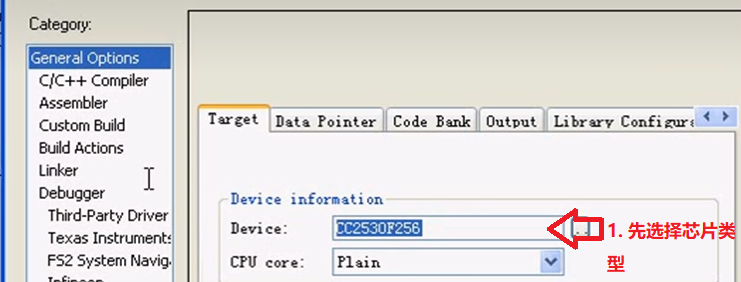 Category:
General Options
C/C++ Compiler
Assembler
Custom Build
Build Actions
Linker
Debugger
Third-Party Driver
Texas Instruments
FS2 System Navig
Target Data Pointer Code Bank Output Library Configura
Device information
Device: CC2530F256 ..
CPU core: Plain
1. 先选择芯片类
型